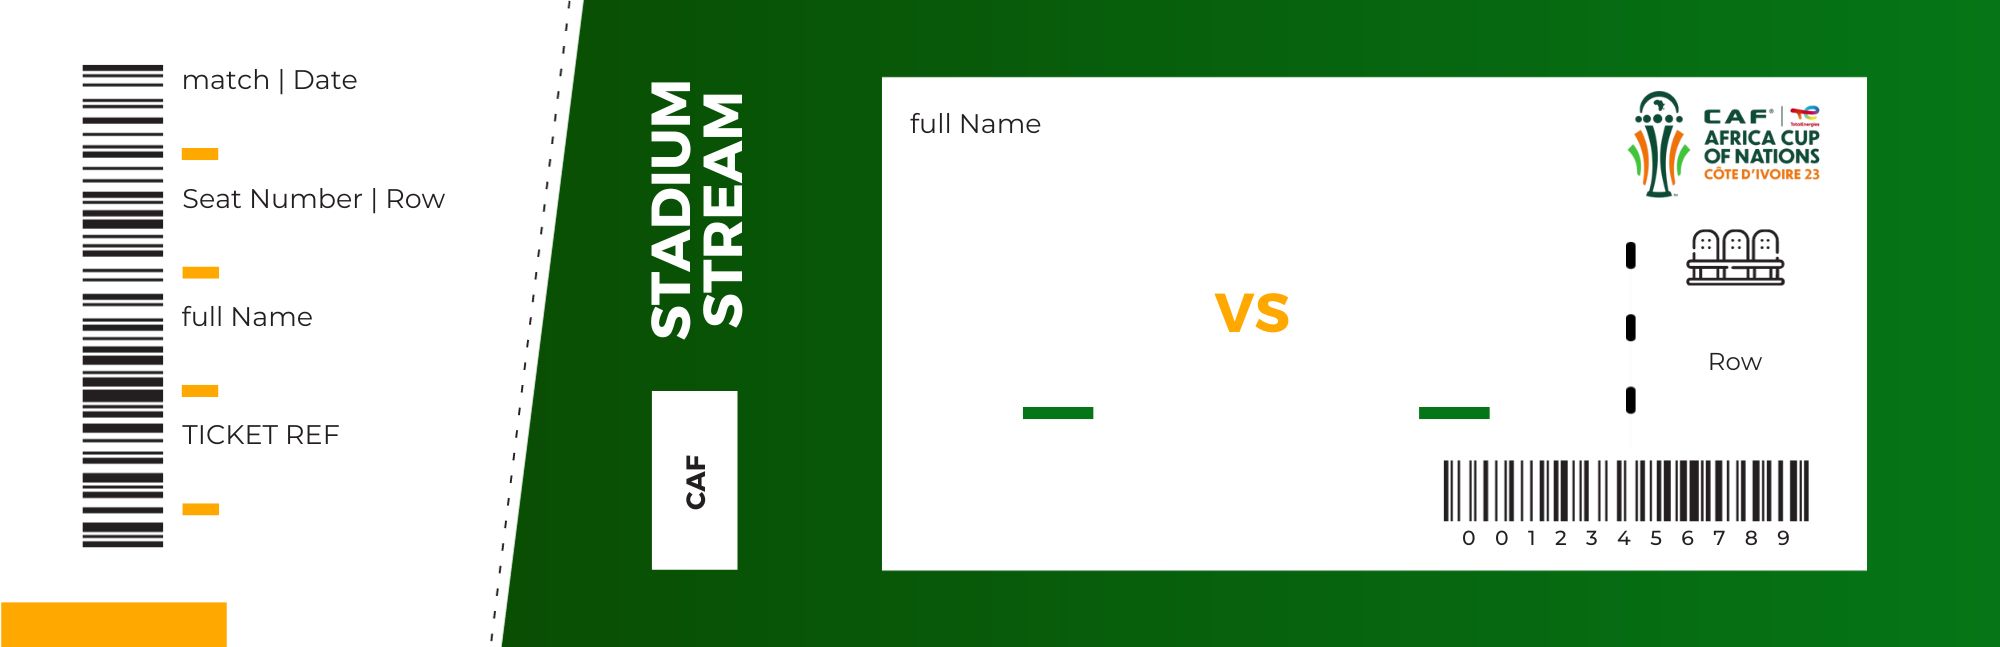 match | Date
Seat Number | Row
full Name
TICKET REF
STADIUM
STREAM
CAF
full Name
CAF
TotalEnergies
AFRICA CUP
OF NATIONS
CÔTE D'IVOIRE 23
VS
Row
0 0 1 2 3 4 5 6 7 8 9